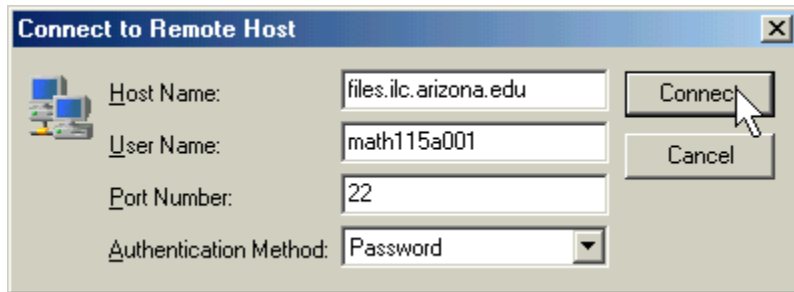 Connect to Remote Host
Host Name: files.ilc.arizona.edu Connect
User Name: math115a001
Cancel
Port Number: 22
Authentication Method: Password